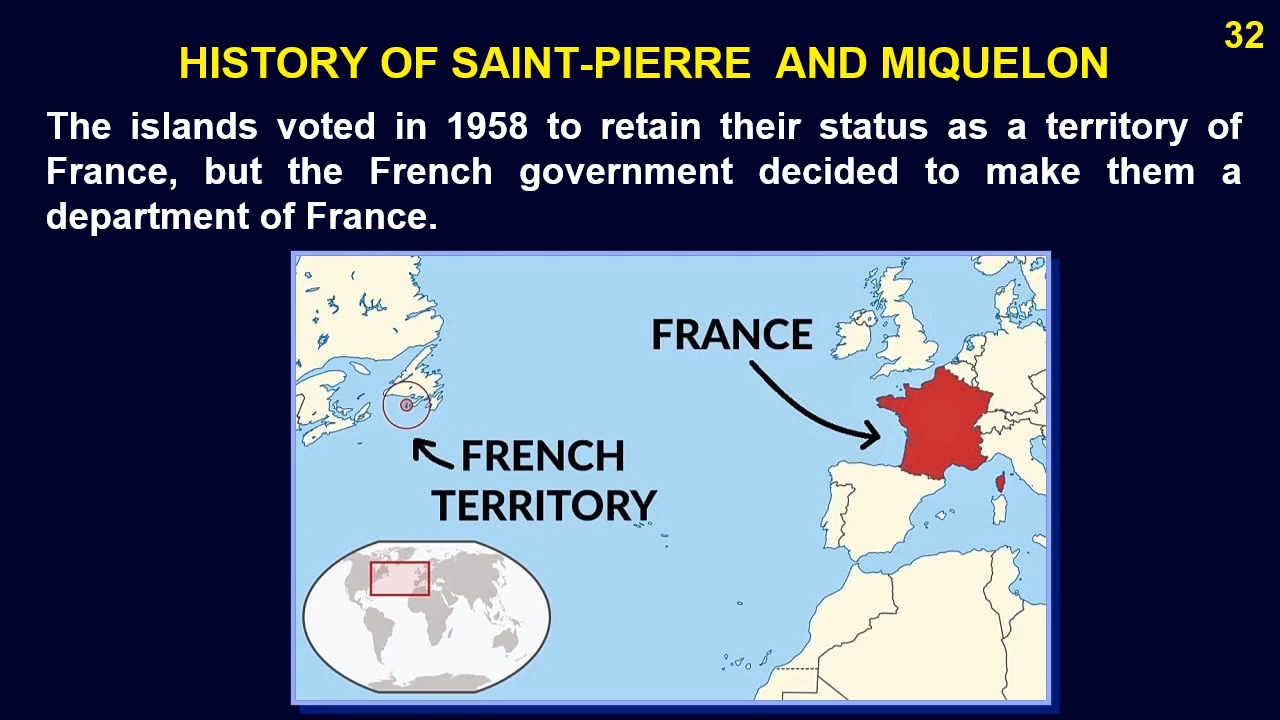 32
HISTORY OF SAINT-PIERRE  AND MIQUELON
The islands voted in 1958 to retain their status as a territory of
France, but the French government decided to make them a
department of France.
FRANCE
FRENCH
TERRITORY